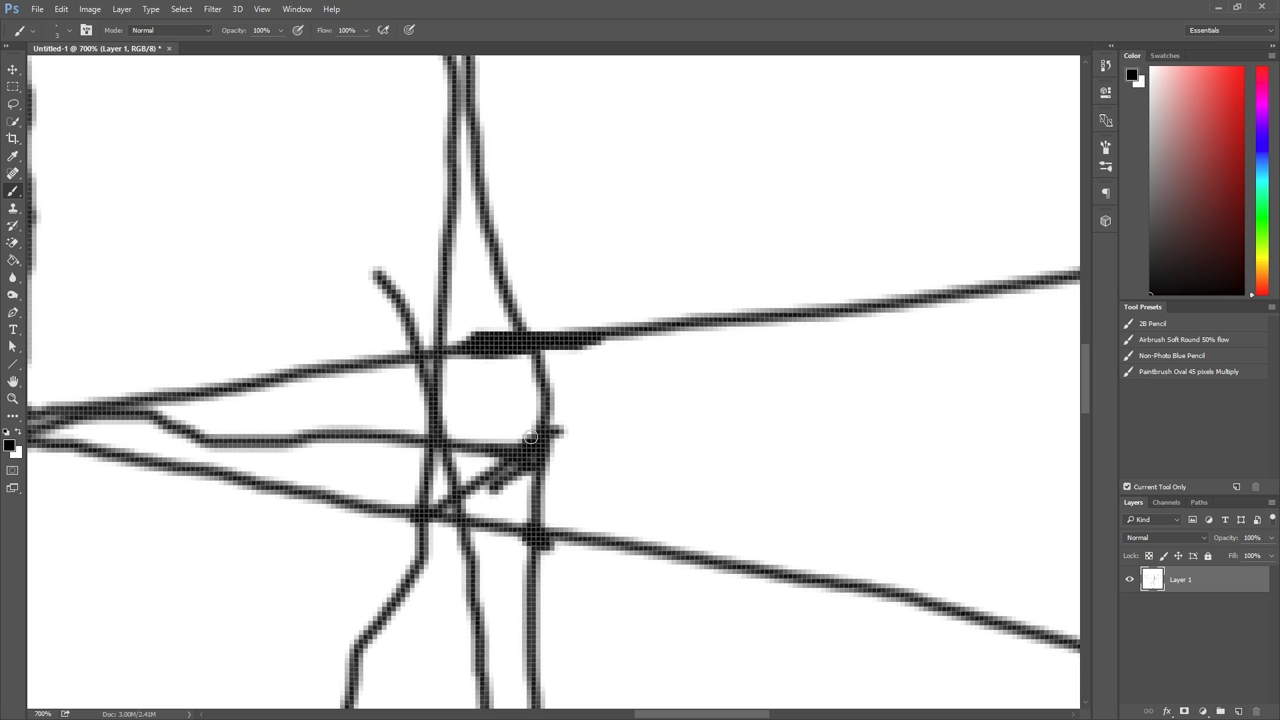 Ps File Edit Image Layer Type Select Filter 3D View Window Help
3 Mode: Normal Opacity: 100% Flow: 100% Essentials
Untitled-1 @ 700% (Layer 1, RGB/8) * ×
Color Swatches
Tool Presets
2B Pencil
Airbrush Soft Round 50% flow
Non-Photo Blue Pencil
Paintbrush Oval 45 pixels Multiply
Current Tool Only
Layers Channels Paths
Kind
Normal Opacity: 100%
Lock: Fill: 100%
Layer 1
700% Doc: 3.00M/2.41M